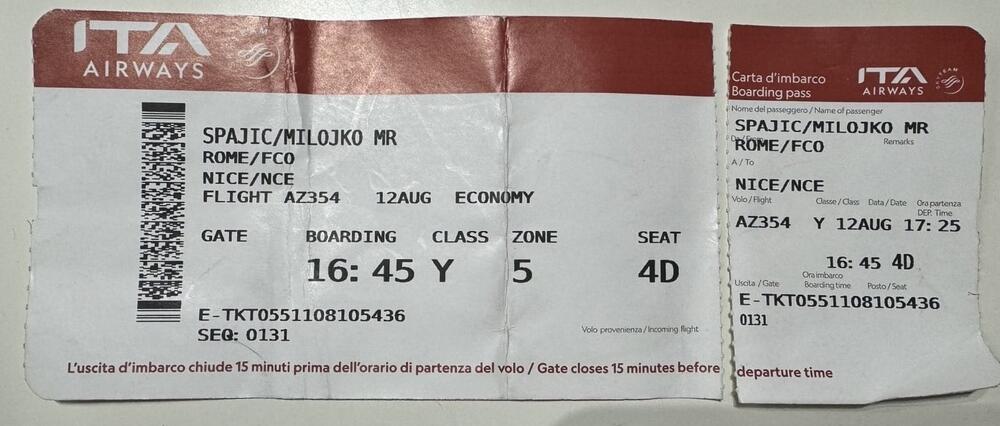 ITA
AIRWAYS
SPAJIC/MILOJKO MR
ROME/FCO
NICE/NCE
FLIGHT AZ354 12AUG ECONOMY
GATE BOARDING CLASS ZONE SEAT
16: 45 Y 5 4D
E-TKT0551108105436
SEQ: 0131
Volo provenienza / Incoming flight
L'uscita d'imbarco chiude 15 minuti prima dell'orario di partenza del volo / Gate closes 15 minutes before departure time
Carta d'imbarco
Boarding pass
ITA
AIRWAYS
Nome del passeggero / Name of passenger
SPAJIC/MILOJKO MR
Da / From Remarks
ROME/FCO
A / To
NICE/NCE
Volo / Flight Classe / Class Data / Date Ora partenza
DEP. Time
AZ354 Y 12AUG 17: 25
16: 45 4D
Ora imbarco
Uscita / Gate Boarding time Posto / Seat
E-TKT0551108105436
0131